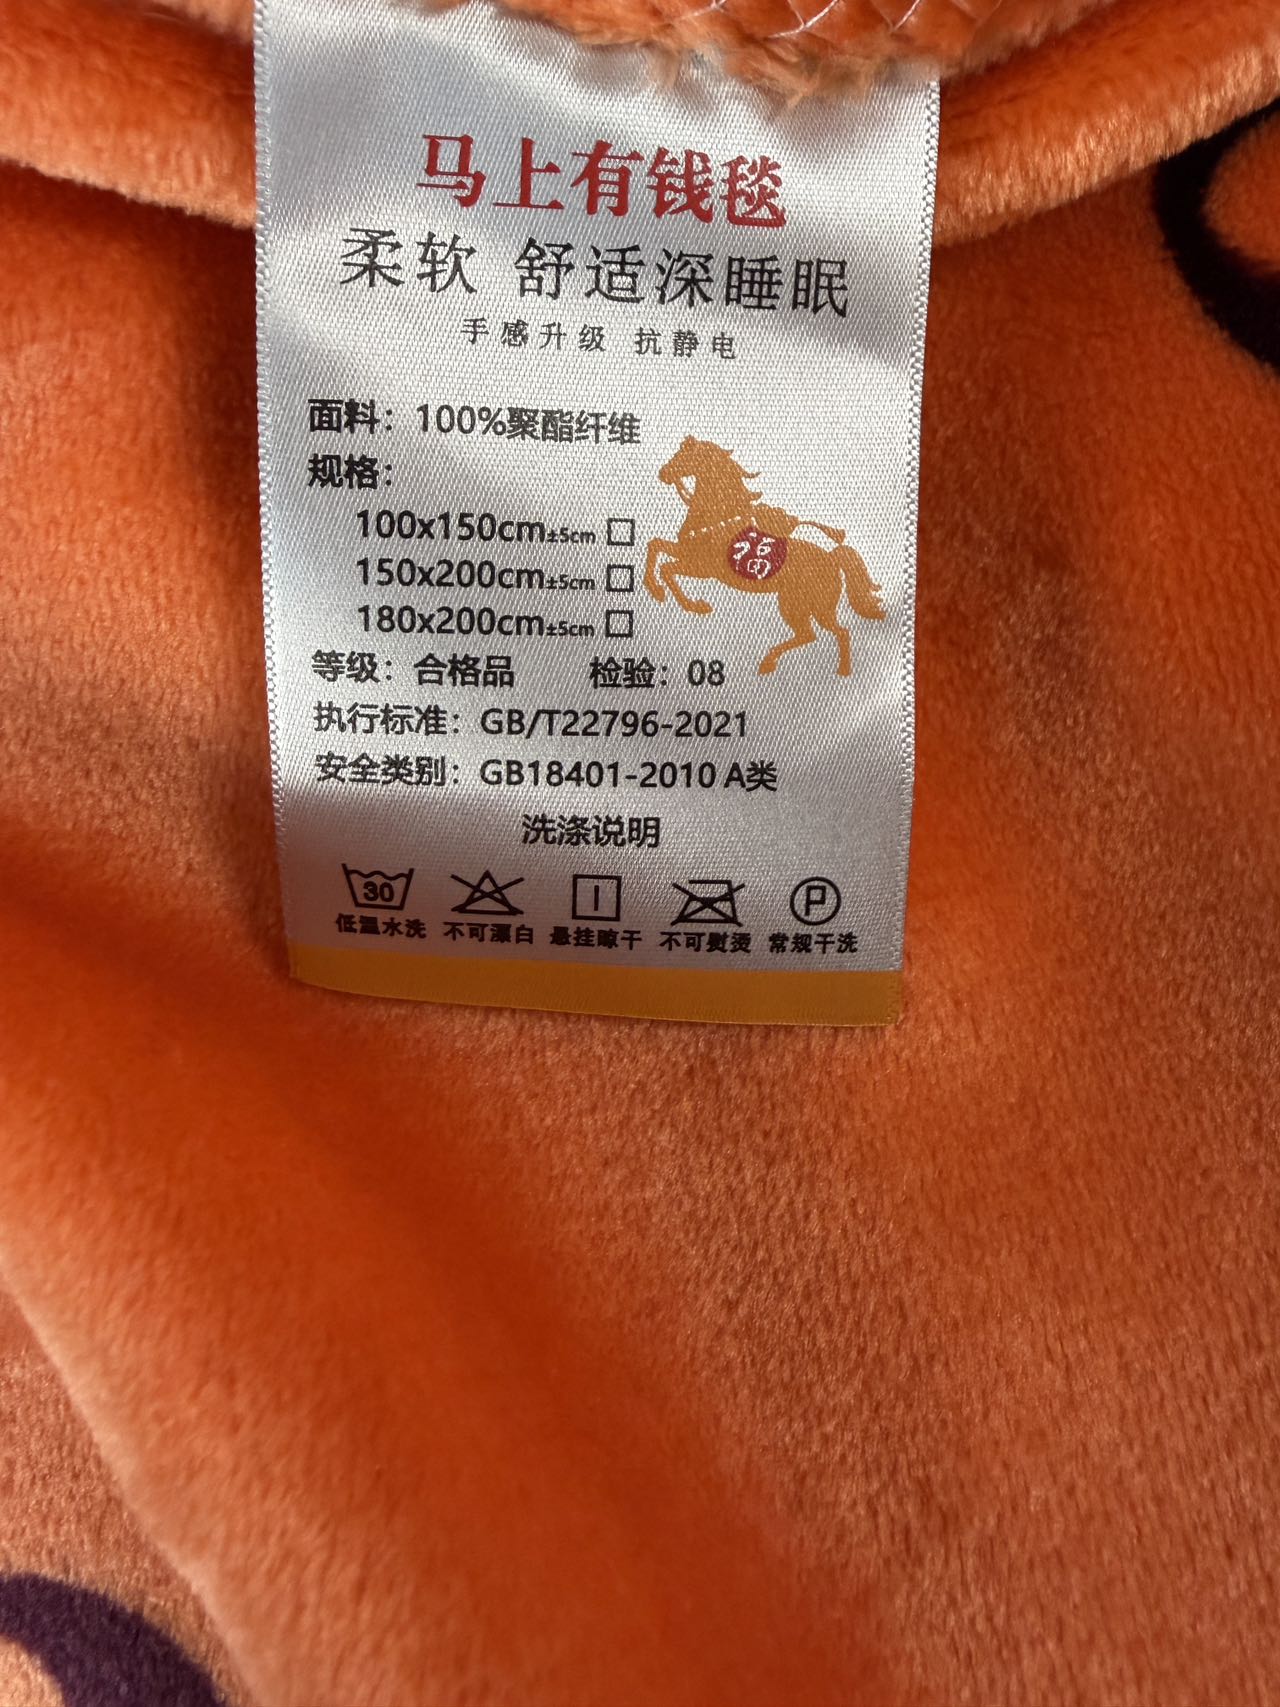 马上有钱毯
柔软 舒适深睡眠
手感升级 抗静电
面料：100%聚酯纤维
规格：
100x150cm±5cm□
150x200cm±5cm□
180x200cm±5cm□
福
等级：合格品 检验：08
执行标准：GB/T22796-2021
安全类别：GB18401-2010 A类
洗涤说明
30 P
低温水洗 不可漂白 悬挂晾干 不可熨烫 常规干洗